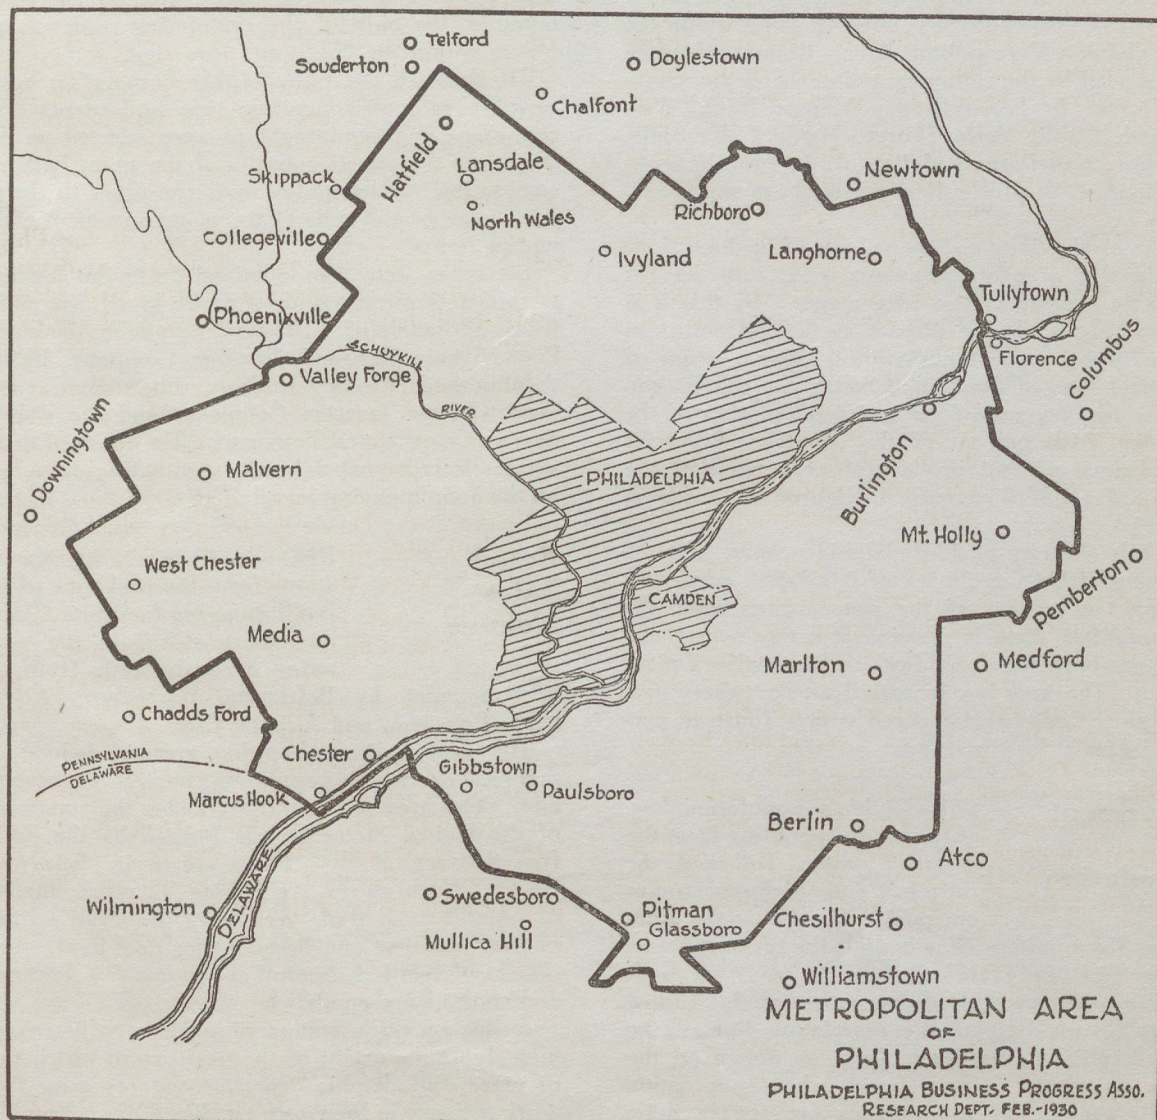 Telford
Souderton
Doylestown
Chalfont
Hatfield
Lansdale
Skippack
Newtown
North Wales
Richboro
Collegeville
Ivyland
Langhorne
Tullytown
Phoenixville
SCHUYKILL
RIVER
Florence
Columbus
Valley Forge
Downingtown
Malvern
PHILADELPHIA
Burlington
Mt. Holly
West Chester
CAMDEN
Pemberton
Media
Marlton
Medford
Chadds Ford
PENNSYLVANIA
DELAWARE
Chester
Gibbstown
Marcus Hook
Paulsboro
Berlin
Atco
DELAWARE
Wilmington
Swedesboro
Pitman
Glassboro
Chesilhurst
Mullica Hill
Williamstown
METROPOLITAN AREA
OF
PHILADELPHIA
PHILADELPHIA BUSINESS PROGRESS ASSO.
RESEARCH DEPT. FEB.-1930